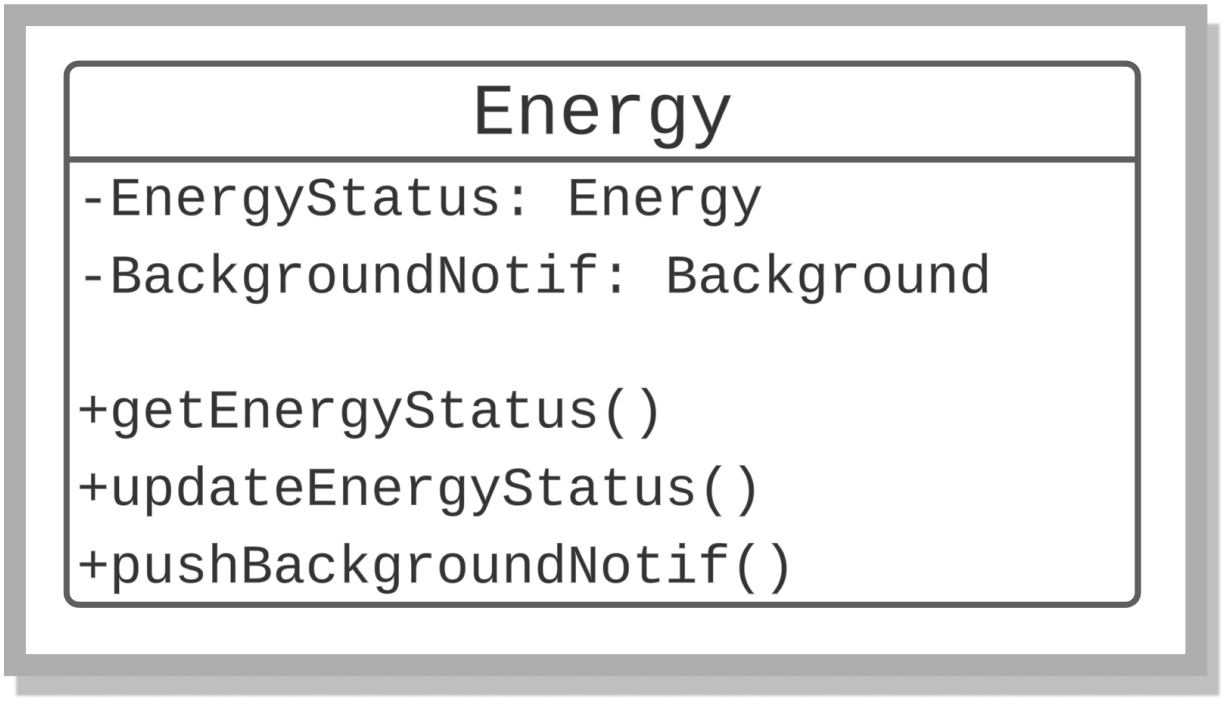 Energy
-EnergyStatus: Energy
-BackgroundNotif: Background
+getEnergyStatus()
+updateEnergyStatus()
+pushBackgroundNotif()